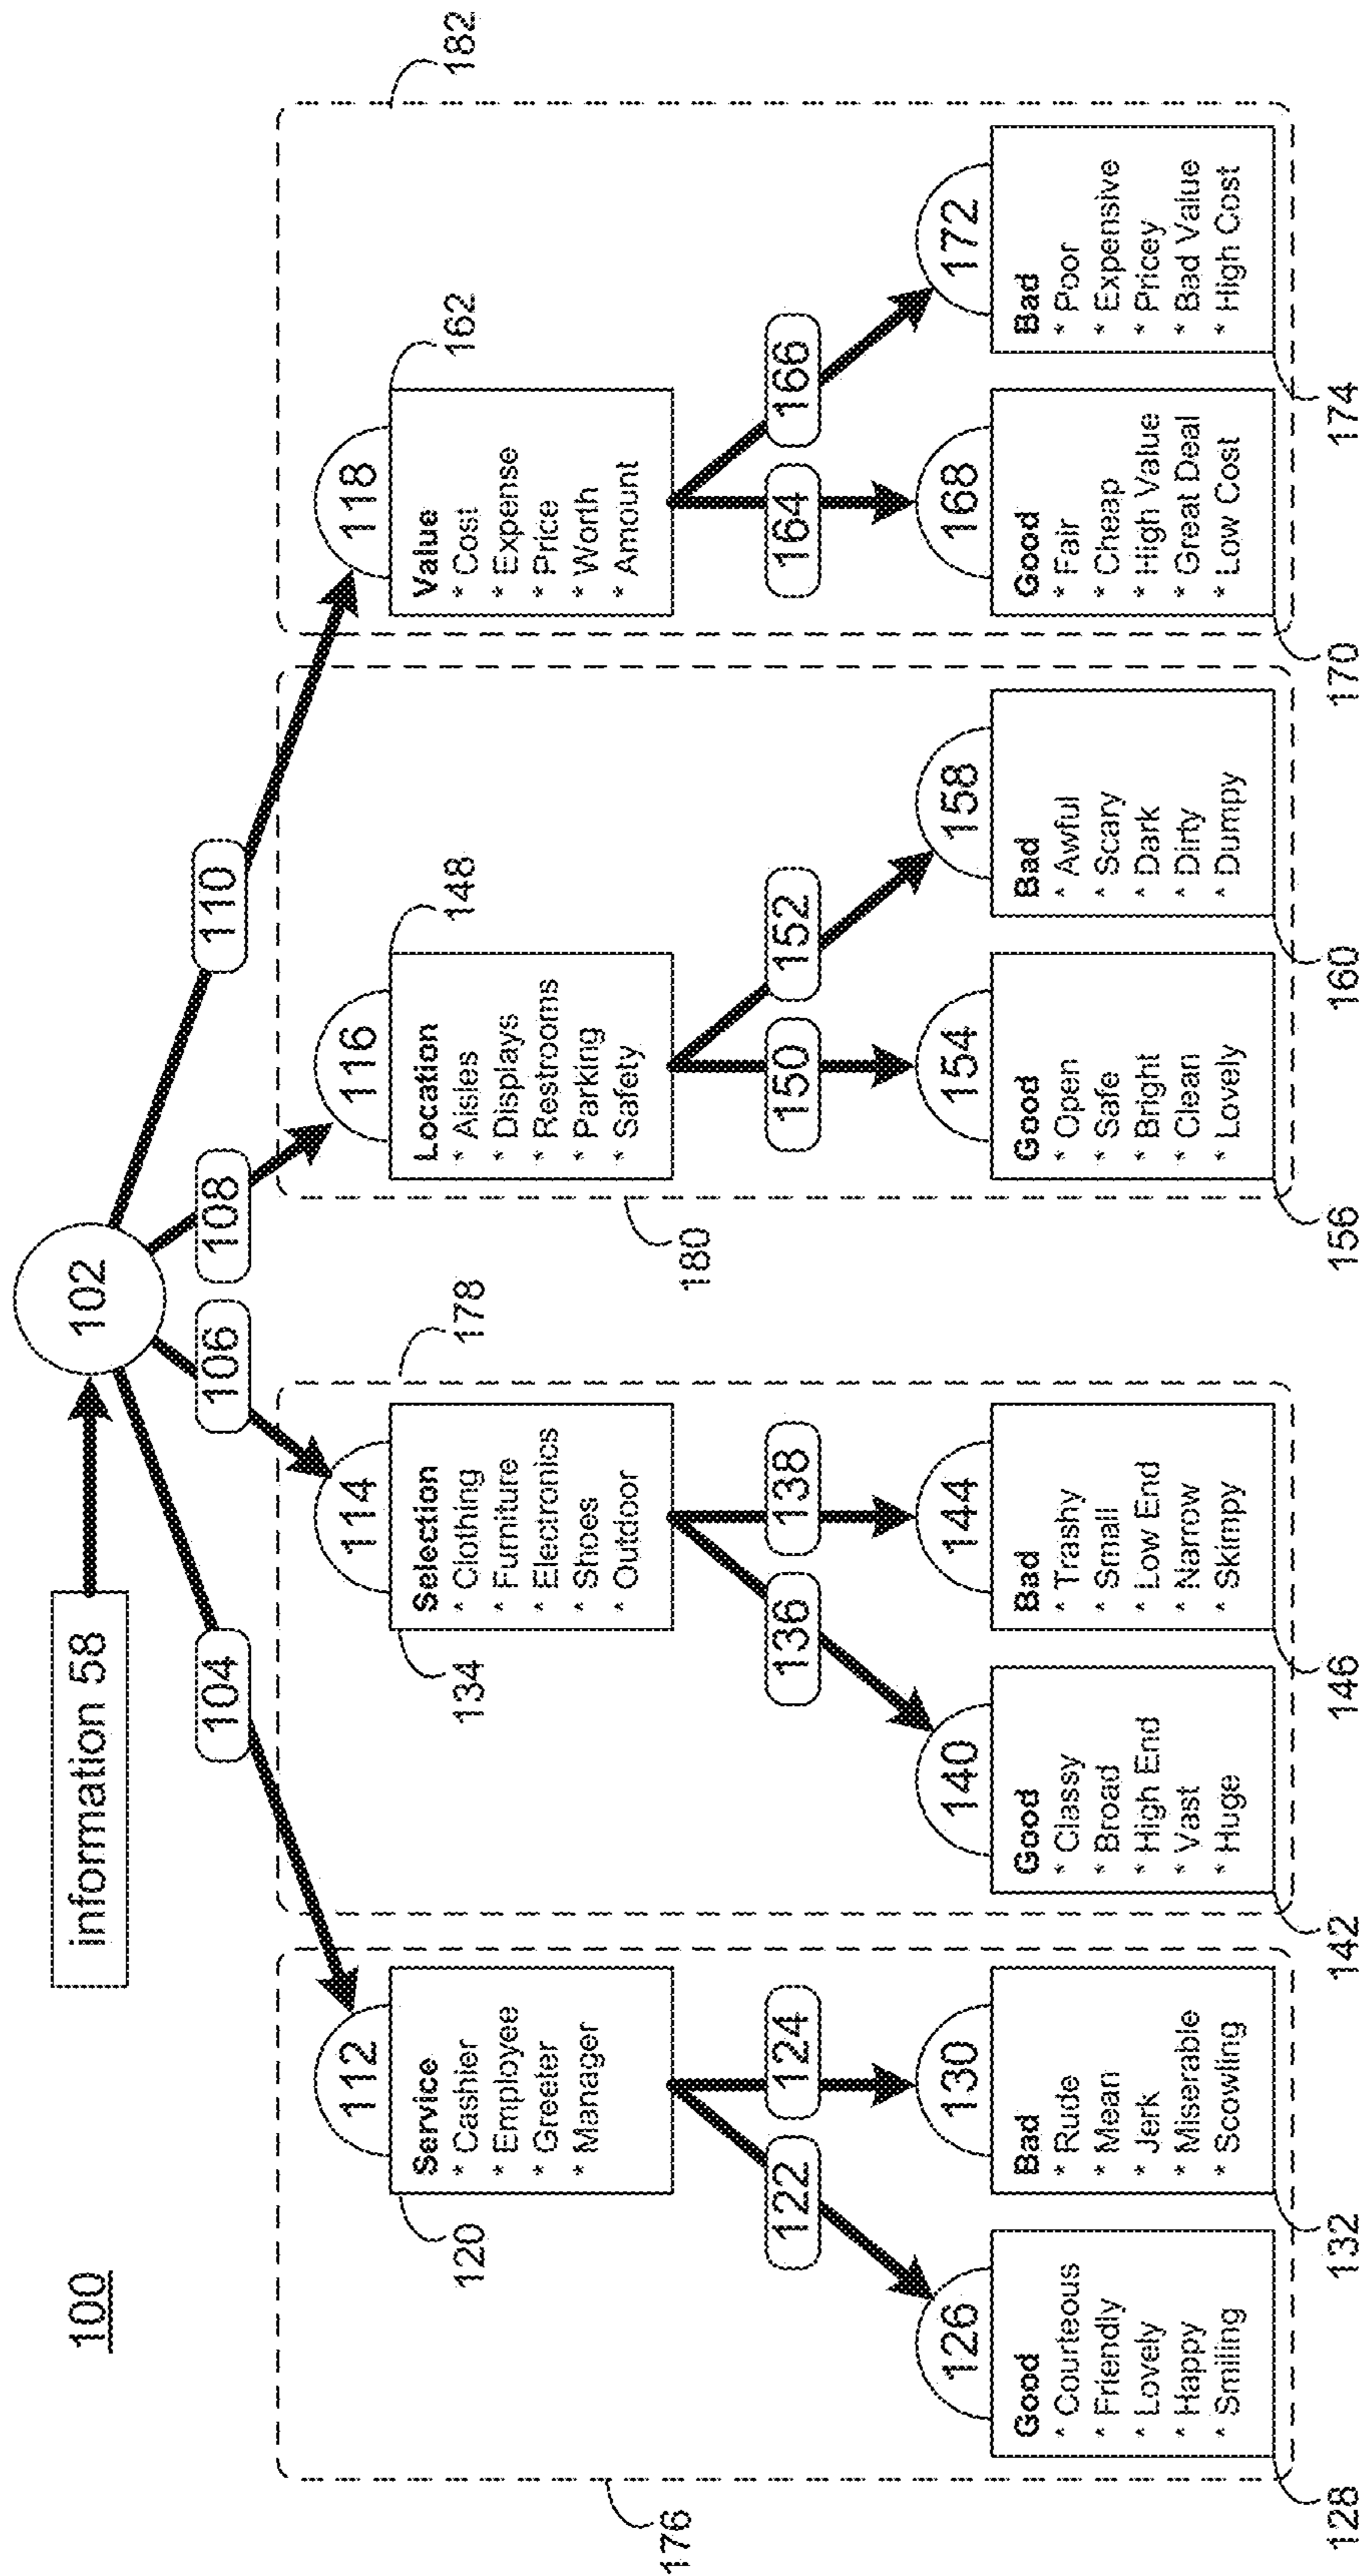 100
information 58
102
104
106
108
110
176
112
120
Service
* Cashier
* Employee
* Greeter
* Manager
122
124
126
Good
* Courteous
* Friendly
* Lovely
* Happy
* Smiling
128
130
Bad
* Rude
* Mean
* Jerk
* Miserable
* Scowling
132
178
114
134
Selection
* Clothing
* Furniture
* Electronics
* Shoes
* Outdoor
136
138
140
Good
* Classy
* Broad
* High End
* Vast
* Huge
142
144
Bad
* Trashy
* Small
* Low End
* Narrow
* Skimpy
146
180
116
148
Location
* Aisles
* Displays
* Restrooms
* Parking
* Safety
150
152
154
Good
* Open
* Safe
* Bright
* Clean
* Lovely
156
158
Bad
* Awful
* Scary
* Dark
* Dirty
* Dumpy
160
182
118
162
Value
* Cost
* Expense
* Price
* Worth
* Amount
164
166
168
Good
* Fair
* Cheap
* High Value
* Great Deal
* Low Cost
170
172
Bad
* Poor
* Expensive
* Pricey
* Bad Value
* High Cost
174